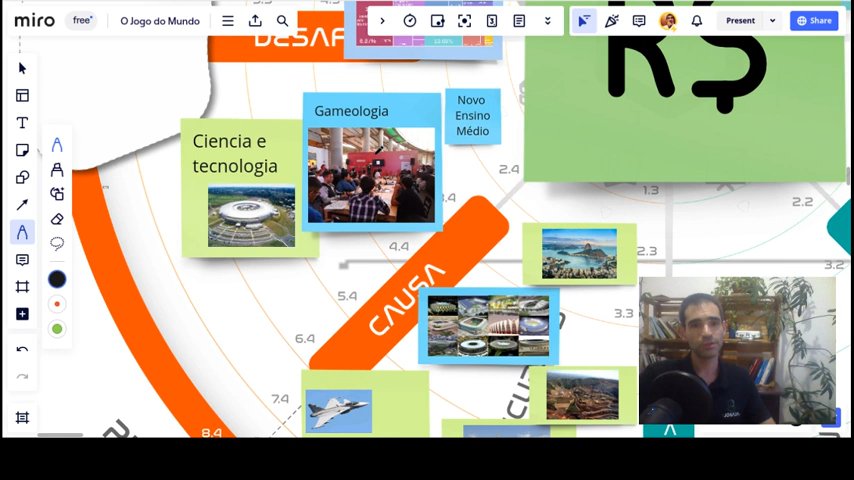 miro
free
O Jogo do Mundo
3
Present
Share
DESAF
R$
Gameologia
Novo
Ensino
Médio
Ciencia e
tecnologia
2.4
1.3
2.2
4.4
2.3
3.2
5.4
CAUSA
3.3
6.4
7.4
8.4